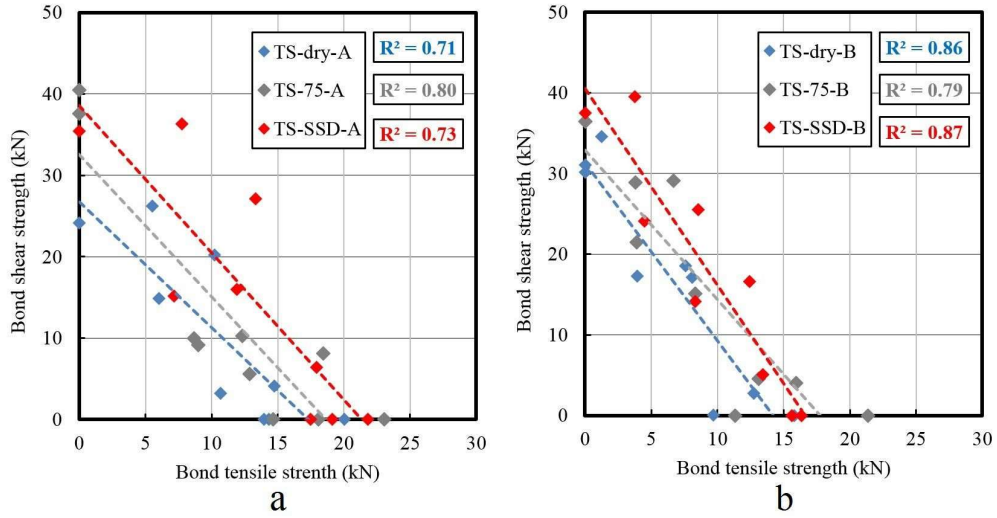 50
40
30
20
10
0
Bond shear strength (kN)
TS-dry-A
TS-75-A
TS-SSD-A
R² = 0.71
R² = 0.80
R² = 0.73
0 5 10 15 20 25 30
Bond tensile strenth (kN)
a
50
40
30
20
10
0
Bond shear strength (kN)
TS-dry-B
TS-75-B
TS-SSD-B
R² = 0.86
R² = 0.79
R² = 0.87
0 5 10 15 20 25 30
Bond tensile strength (kN)
b